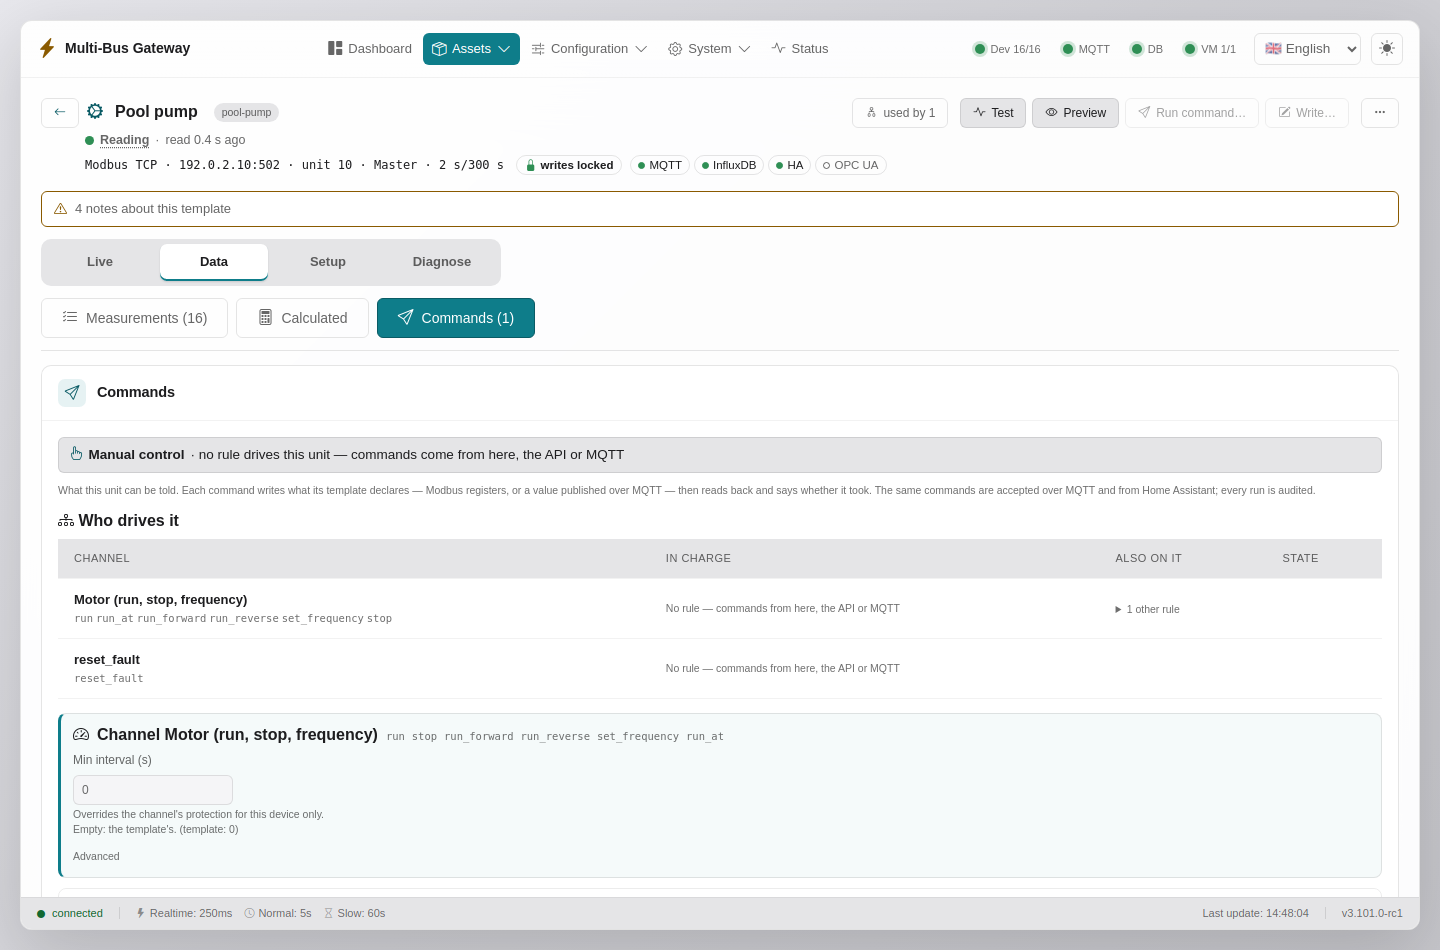 Multi-Bus Gateway
Dashboard
Assets
Configuration
System
Status
Dev 16/16
MQTT
DB
VM 1/1
🇬🇧 English
Pool pump
pool-pump
used by 1
Test
Preview
Run command…
Write…
···
Reading · read 0.4 s ago
Modbus TCP · 192.0.2.10:502 · unit 10 · Master · 2 s/300 s
writes locked
MQTT
InfluxDB
HA
OPC UA
4 notes about this template
Live
Data
Setup
Diagnose
Measurements (16)
Calculated
Commands (1)
Commands
Manual control · no rule drives this unit — commands come from here, the API or MQTT
What this unit can be told. Each command writes what its template declares — Modbus registers, or a value published over MQTT — then reads back and says whether it took. The same commands are accepted over MQTT and from Home Assistant; every run is audited.
Who drives it
CHANNEL
IN CHARGE
ALSO ON IT
STATE
Motor (run, stop, frequency)
run run_at run_forward run_reverse set_frequency stop
No rule — commands from here, the API or MQTT
1 other rule
reset_fault
reset_fault
No rule — commands from here, the API or MQTT
Channel Motor (run, stop, frequency) run stop run_forward run_reverse set_frequency run_at
Min interval (s)
0
Overrides the channel's protection for this device only.
Empty: the template's. (template: 0)
Advanced
connected
Realtime: 250ms
Normal: 5s
Slow: 60s
Last update: 14:48:04
v3.101.0-rc1